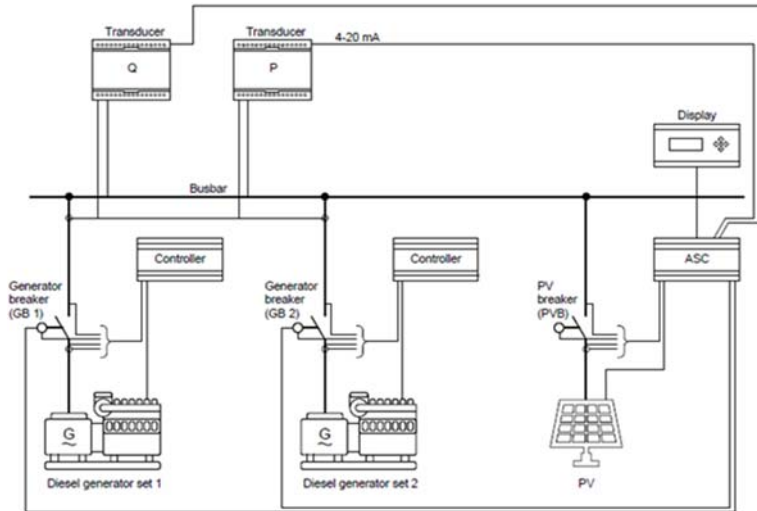 Transducer
Transducer
Q
P
4-20 mA
Display
Busbar
Controller
Controller
ASC
Generator
breaker
(GB 1)
Generator
breaker
(GB 2)
PV
breaker
(PVB)
G
~
G
~
Diesel generator set 1
Diesel generator set 2
PV